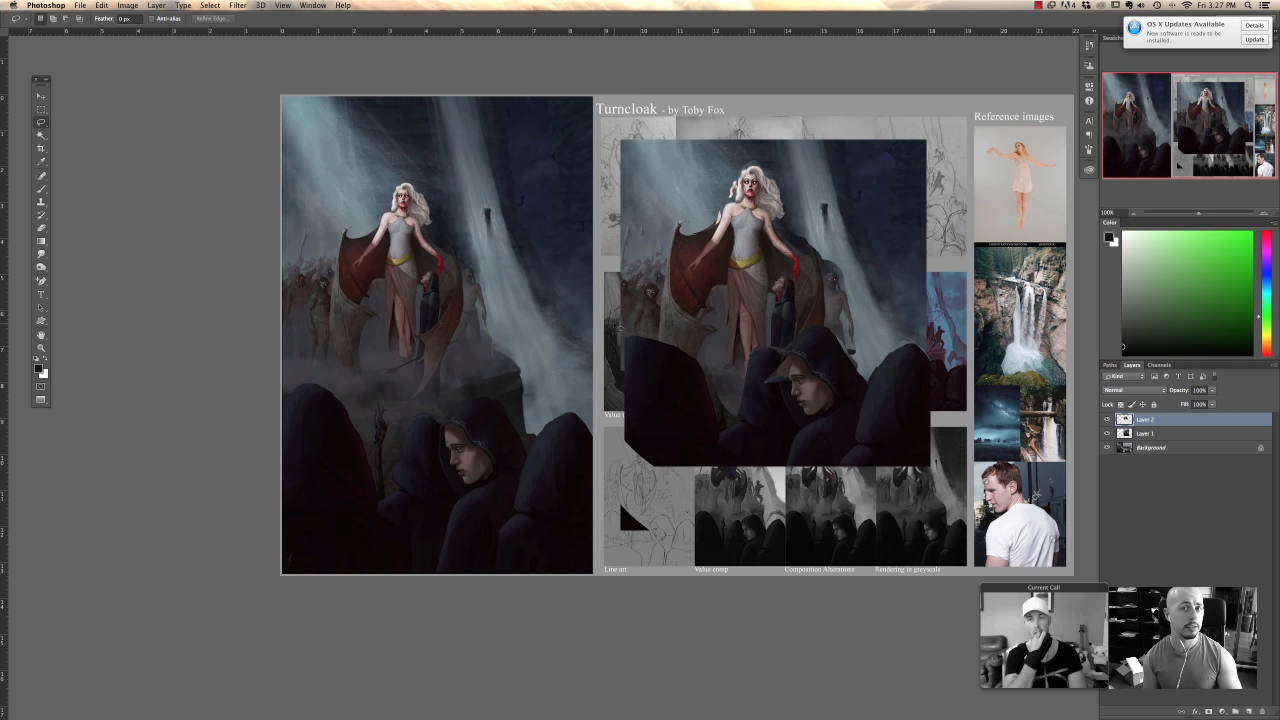 Photoshop File Edit Image Layer Type Select Filter 3D View Window Help
4
Fri 3:27 PM
Feather: 0 px Anti-alias Refine Edge...
OS X Updates Available
New software is ready to be
installed.
Details
Update
Swatches
Turncloak - by Toby Fox
Reference images
Value
Line art
Value comp
Composition Alterations
Rendering in greyscale
100%
Color
Paths Layers Channels
Kind
Normal Opacity: 100%
Lock: Fill: 100%
Layer 2
Layer 1
Background
Current Call